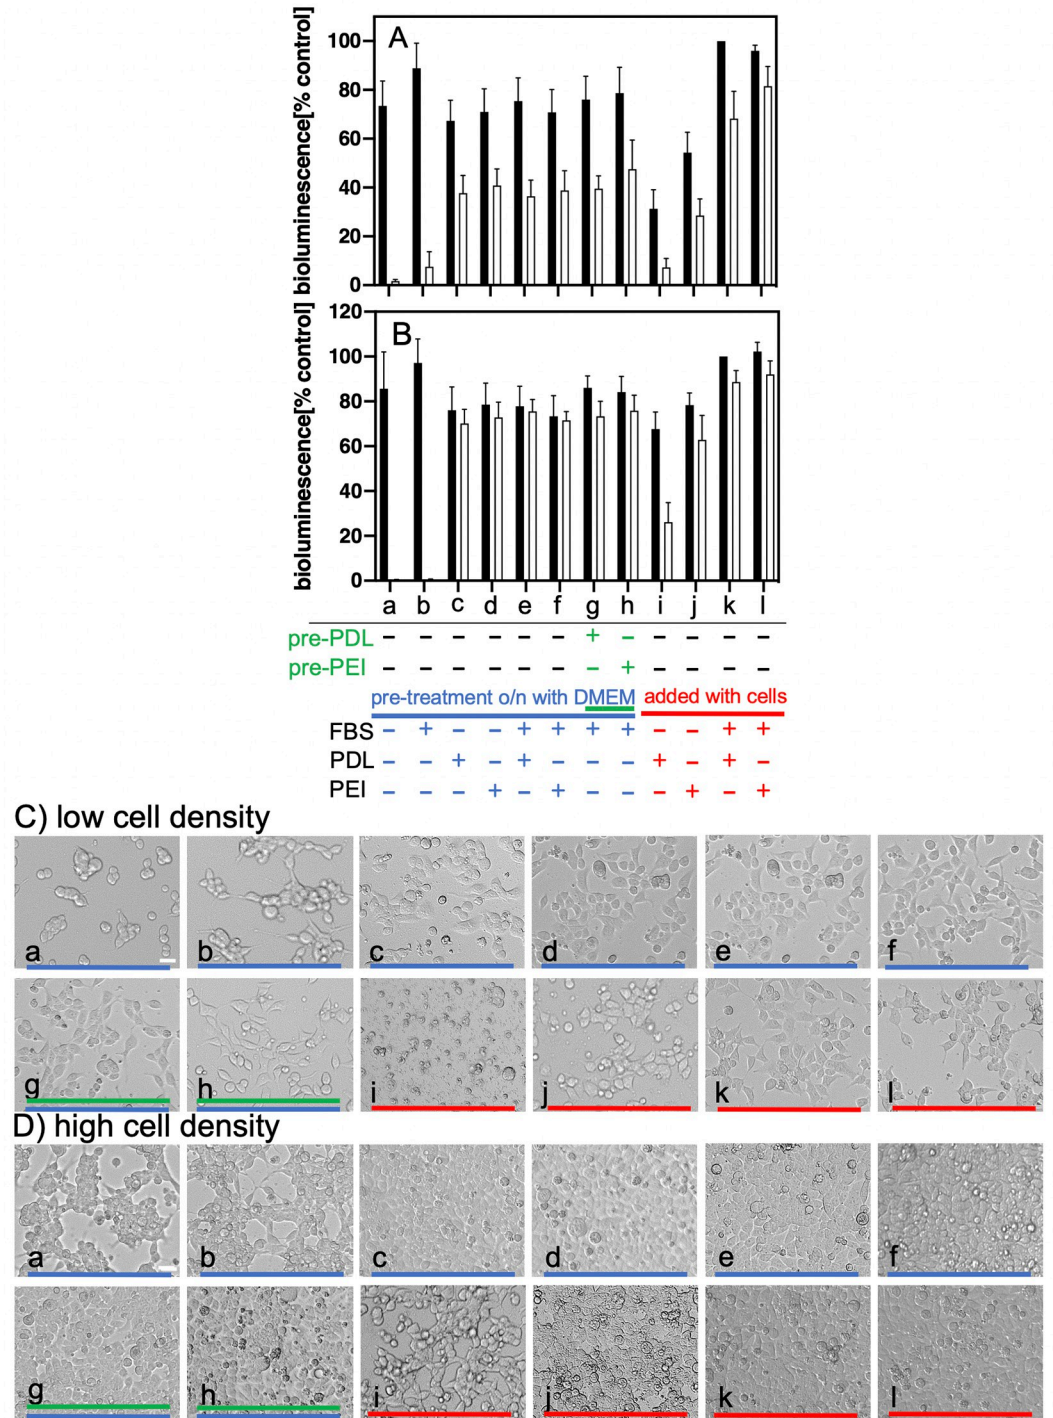 A
bioluminescence[% control]
100
80
60
40
20
0
B
bioluminescence[% control]
120
100
80
60
40
20
0
a b c d e f g h i j k l
pre-PDL – – – – – – + – – – – –
pre-PEI – – – – – – – + – – – –
pre-treatment o/n with DMEM added with cells
FBS – + – – + + + + – – + +
PDL – – + – + – – – + – + –
PEI – – – + – + – – – + – +
C) low cell density
a b c d e f
g h i j k l
D) high cell density
a b c d e f
g h i j k l